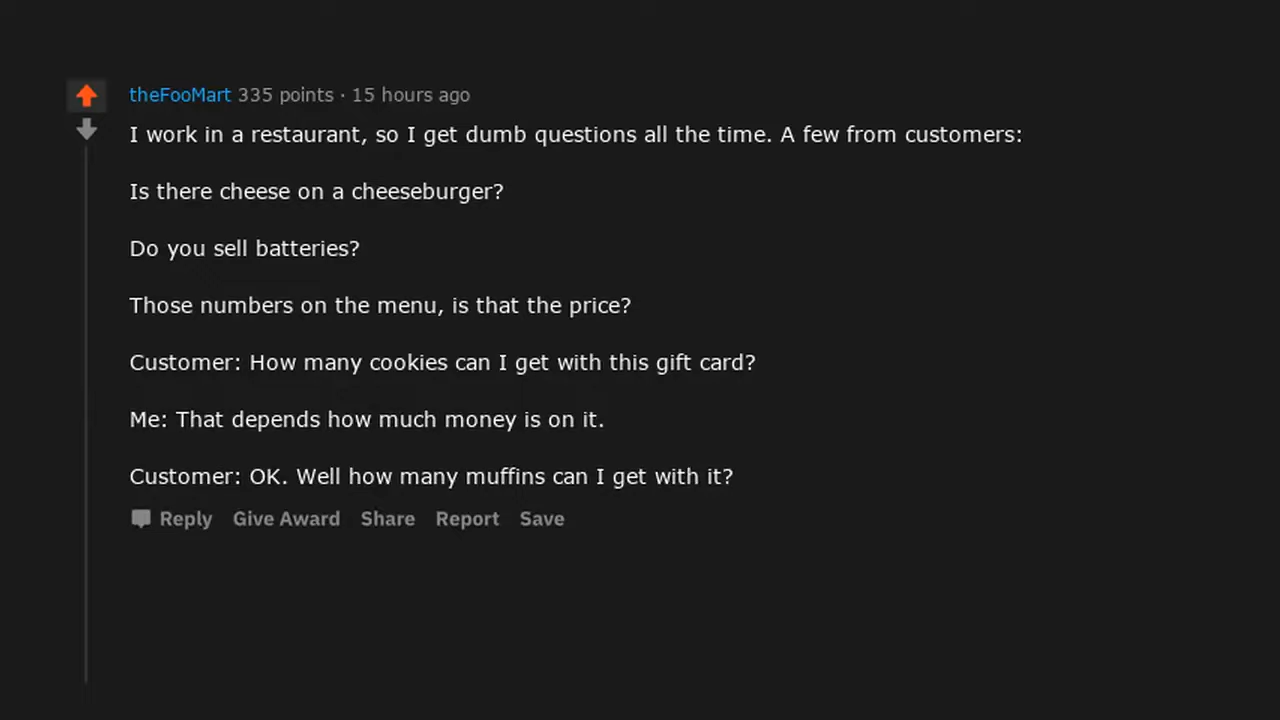 theFooMart 335 points · 15 hours ago
I work in a restaurant, so I get dumb questions all the time. A few from customers:
Is there cheese on a cheeseburger?
Do you sell batteries?
Those numbers on the menu, is that the price?
Customer: How many cookies can I get with this gift card?
Me: That depends how much money is on it.
Customer: OK. Well how many muffins can I get with it?
Reply Give Award Share Report Save